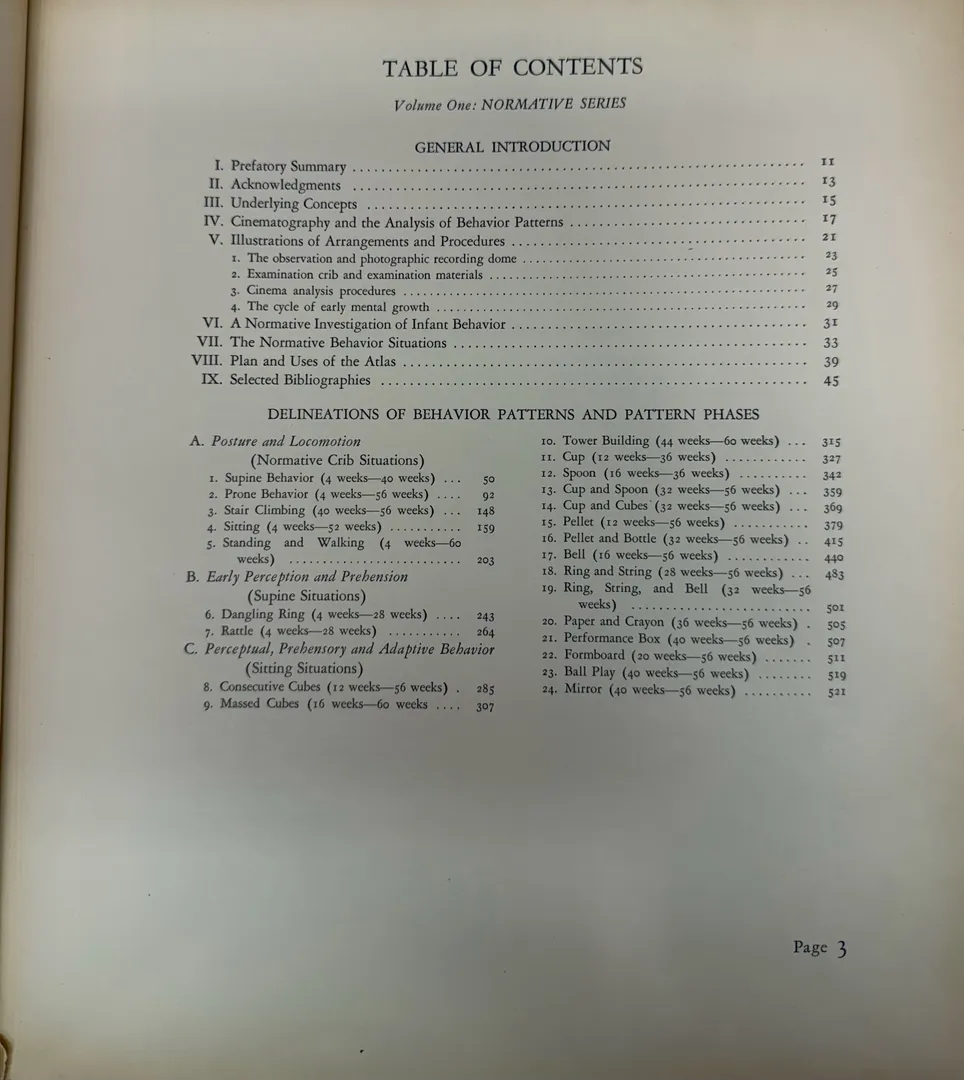 TABLE OF CONTENTS
Volume One: NORMATIVE SERIES
GENERAL INTRODUCTION
I. Prefatory Summary ........ 11
II. Acknowledgments ........ 13
III. Underlying Concepts ........ 15
IV. Cinematography and the Analysis of Behavior Patterns ........ 17
V. Illustrations of Arrangements and Procedures ........ 21
1. The observation and photographic recording dome ........ 23
2. Examination crib and examination materials ........ 25
3. Cinema analysis procedures ........ 27
4. The cycle of early mental growth ........ 29
VI. A Normative Investigation of Infant Behavior ........ 31
VII. The Normative Behavior Situations ........ 33
VIII. Plan and Uses of the Atlas ........ 39
IX. Selected Bibliographies ........ 45
DELINEATIONS OF BEHAVIOR PATTERNS AND PATTERN PHASES
A. Posture and Locomotion
(Normative Crib Situations)
1. Supine Behavior (4 weeks—40 weeks) ... 50
2. Prone Behavior (4 weeks—56 weeks) .... 92
3. Stair Climbing (40 weeks—56 weeks) ... 148
4. Sitting (4 weeks—52 weeks) ........... 159
5. Standing and Walking (4 weeks—60
weeks) .......................... 203
B. Early Perception and Prehension
(Supine Situations)
6. Dangling Ring (4 weeks—28 weeks) .... 243
7. Rattle (4 weeks—28 weeks) ........... 264
C. Perceptual, Prehensory and Adaptive Behavior
(Sitting Situations)
8. Consecutive Cubes (12 weeks—56 weeks) . 285
9. Massed Cubes (16 weeks—60 weeks .... 307
10. Tower Building (44 weeks—60 weeks) ... 315
11. Cup (12 weeks—36 weeks) ............ 327
12. Spoon (16 weeks—36 weeks) .......... 342
13. Cup and Spoon (32 weeks—56 weeks) ... 359
14. Cup and Cubes (32 weeks—56 weeks) ... 369
15. Pellet (12 weeks—56 weeks) ........... 379
16. Pellet and Bottle (32 weeks—56 weeks) .. 415
17. Bell (16 weeks—56 weeks) ............ 440
18. Ring and String (28 weeks—56 weeks) ... 483
19. Ring, String, and Bell (32 weeks—56
weeks) .......................... 501
20. Paper and Crayon (36 weeks—56 weeks) . 505
21. Performance Box (40 weeks—56 weeks) . 507
22. Formboard (20 weeks—56 weeks) ....... 511
23. Ball Play (40 weeks—56 weeks) ........ 519
24. Mirror (40 weeks—56 weeks) .......... 521
Page 3